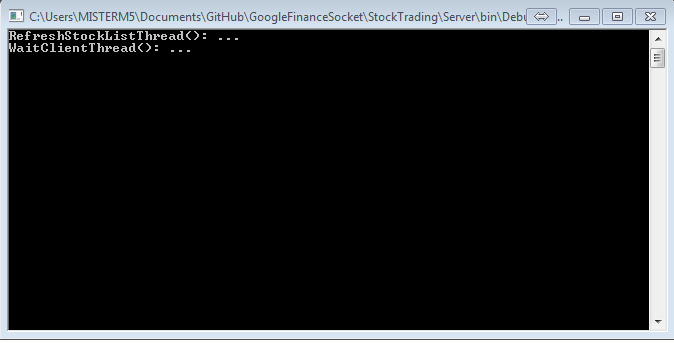 C:\Users\MISTERM5\Documents\GitHub\GoogleFinanceSocket\StockTrading\Server\bin\Debu...
RefreshStockListThread(): ...
WaitClientThread(): ...